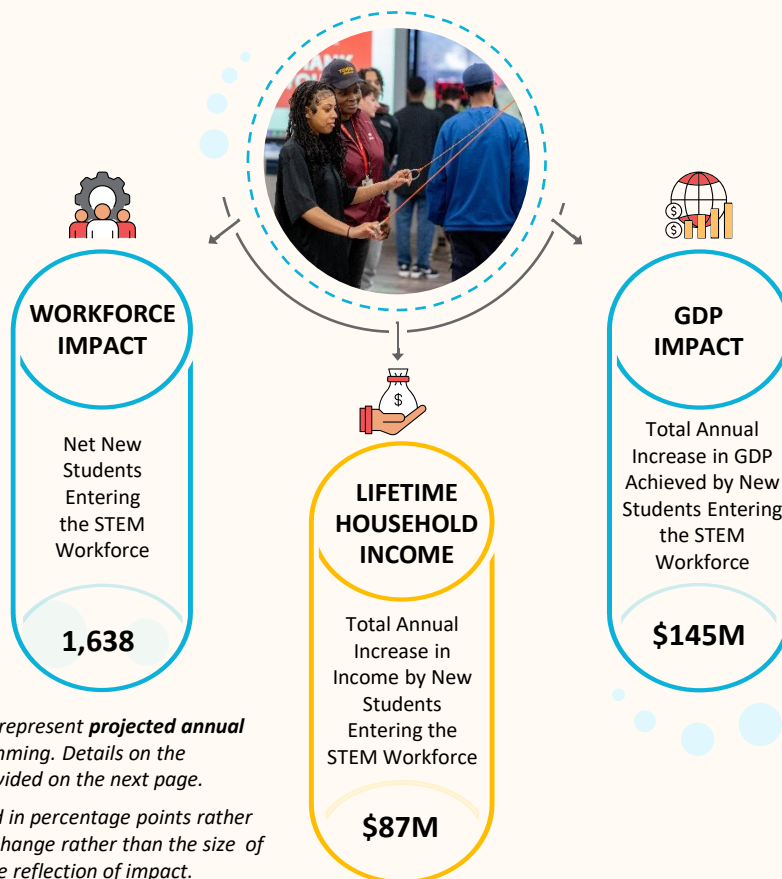 WORKFORCE
IMPACT
Net New
Students
Entering
the STEM
Workforce
1,638
$
LIFETIME
HOUSEHOLD
INCOME
Total Annual
Increase in
Income by New
Students
Entering the
STEM Workforce
$87M
$
$
GDP
IMPACT
Total Annual
Increase in GDP
Achieved by New
Students Entering
the STEM
Workforce
$145M
represent projected annual
nming. Details on the
vided on the next page.
d in percentage points rather
hange rather than the size of
e reflection of impact.